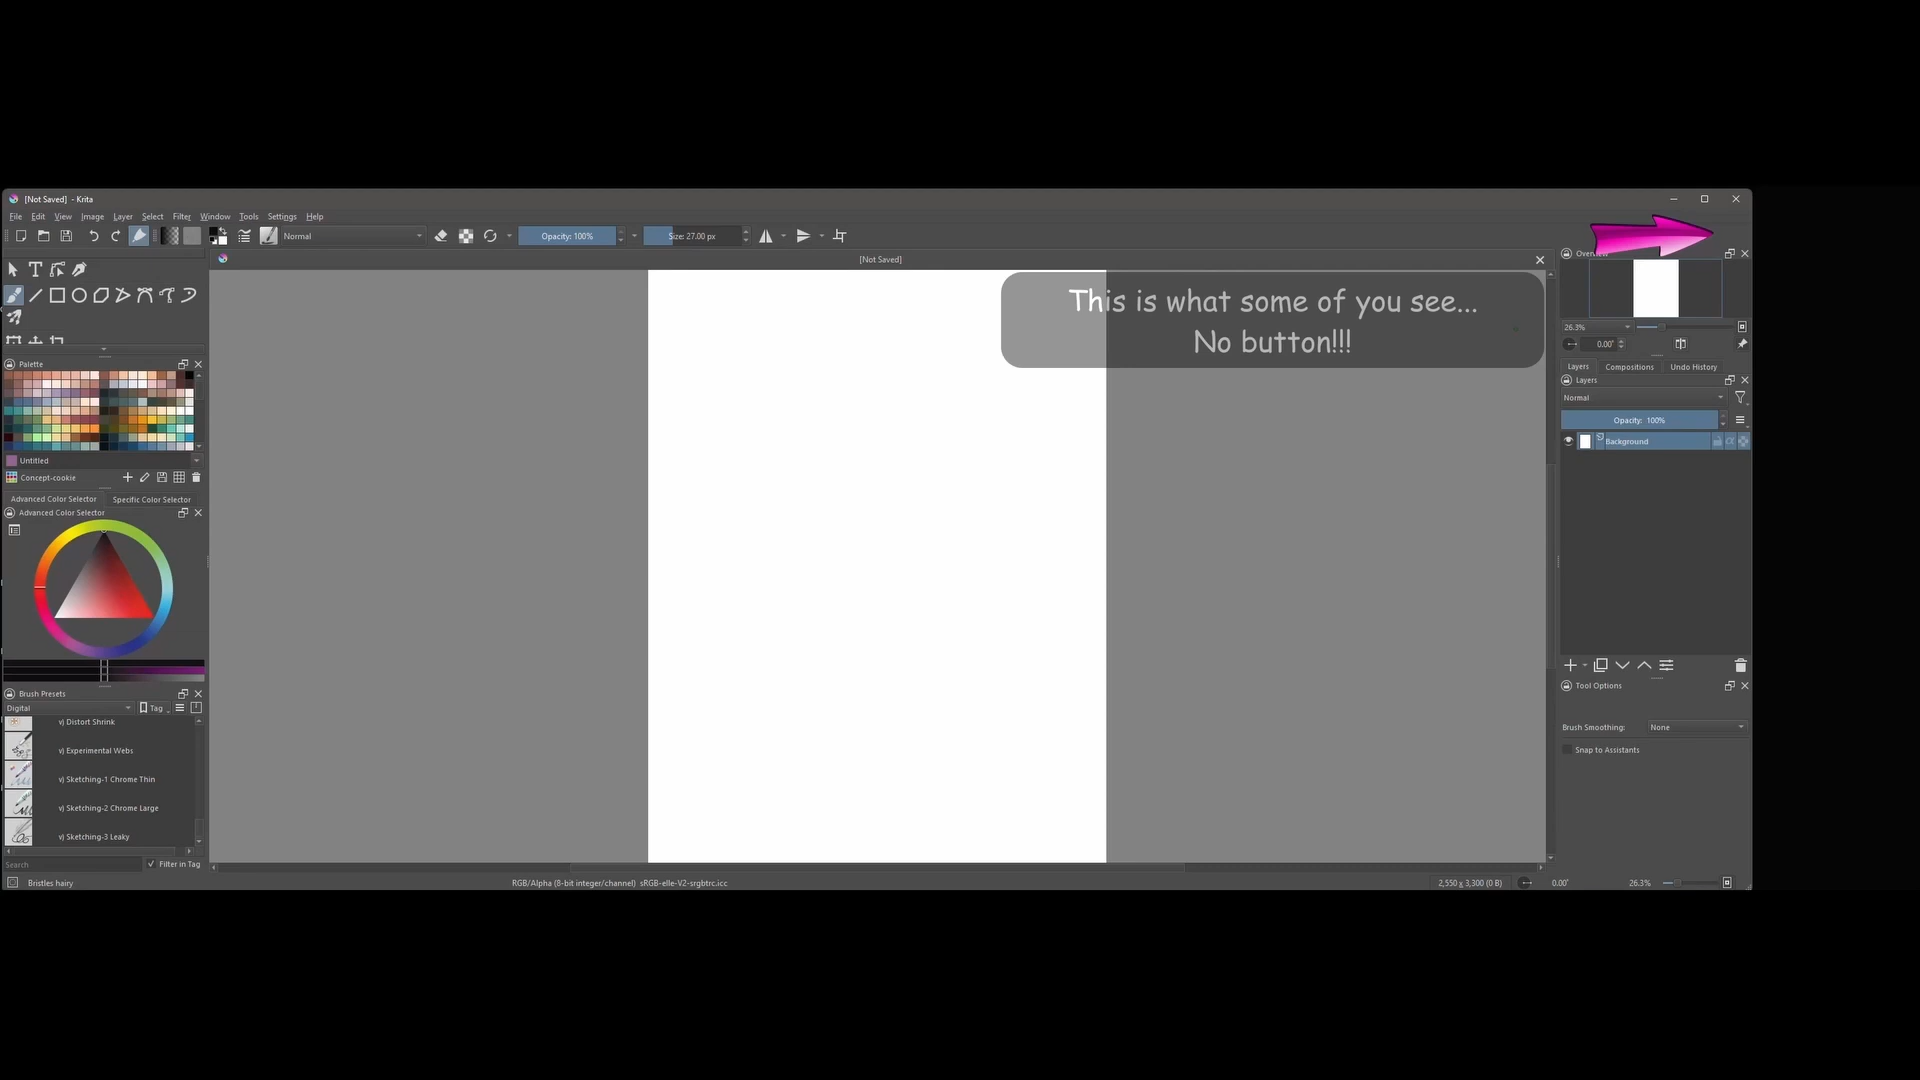 [Not Saved] - Krita
File Edit View Image Layer Select Filter Window Tools Settings Help
Normal
Opacity: 100%
Size: 27.00 px
[Not Saved]
This is what some of you see...
No button!!!
T
Palette
Untitled
Concept-cookie
Advanced Color Selector Specific Color Selector
Advanced Color Selector
Brush Presets
Digital
Tag
v) Distort Shrink
v) Experimental Webs
v) Sketching-1 Chrome Thin
v) Sketching-2 Chrome Large
v) Sketching-3 Leaky
Search
Filter in Tag
Bristles hairy
RGB/Alpha (8-bit integer/channel) sRGB-elle-V2-srgbtrc.icc
2,550 x 3,300 (0 B)
0.00°
26.3%
26.3%
0.00°
Layers Compositions Undo History
Layers
Normal
Opacity: 100%
Background
Tool Options
Brush Smoothing: None
Snap to Assistants